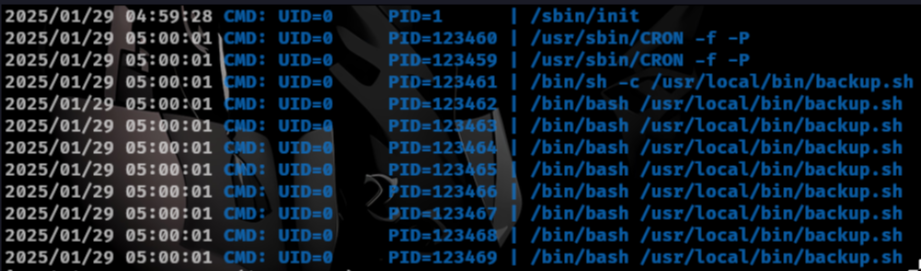 2025/01/29 04:59:28 CMD: UID=0 PID=1 | /sbin/init
2025/01/29 05:00:01 CMD: UID=0 PID=123460 | /usr/sbin/CRON -f -P
2025/01/29 05:00:01 CMD: UID=0 PID=123459 | /usr/sbin/CRON -f -P
2025/01/29 05:00:01 CMD: UID=0 PID=123461 | /bin/sh -c /usr/local/bin/backup.sh
2025/01/29 05:00:01 CMD: UID=0 PID=123462 | /bin/bash /usr/local/bin/backup.sh
2025/01/29 05:00:01 CMD: UID=0 PID=123463 | /bin/bash /usr/local/bin/backup.sh
2025/01/29 05:00:01 CMD: UID=0 PID=123464 | /bin/bash /usr/local/bin/backup.sh
2025/01/29 05:00:01 CMD: UID=0 PID=123465 | /bin/bash /usr/local/bin/backup.sh
2025/01/29 05:00:01 CMD: UID=0 PID=123466 | /bin/bash /usr/local/bin/backup.sh
2025/01/29 05:00:01 CMD: UID=0 PID=123467 | /bin/bash /usr/local/bin/backup.sh
2025/01/29 05:00:01 CMD: UID=0 PID=123468 | /bin/bash /usr/local/bin/backup.sh
2025/01/29 05:00:01 CMD: UID=0 PID=123469 | /bin/bash /usr/local/bin/backup.sh